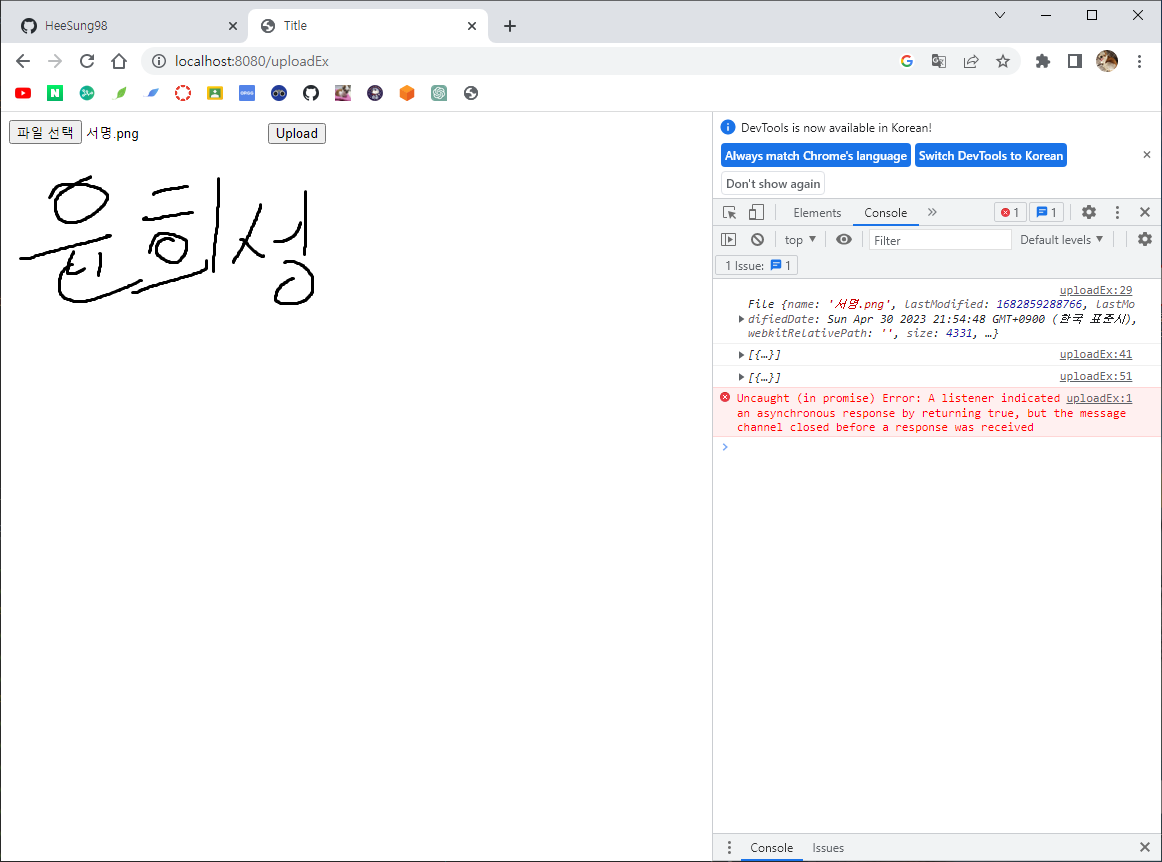 HeeSung98
Title
localhost:8080/uploadEx
파일 선택 서명.png Upload
윤희성
DevTools is now available in Korean!
Always match Chrome's language Switch DevTools to Korean
Don't show again
Elements Console 1 1
top Filter Default levels
1 Issue: 1
uploadEx:29
File {name: '서명.png', lastModified: 1682859288766, lastMo
difiedDate: Sun Apr 30 2023 21:54:48 GMT+0900 (한국 표준시),
webkitRelativePath: '', size: 4331, …}
[{…}] uploadEx:41
[{…}] uploadEx:51
Uncaught (in promise) Error: A listener indicated uploadEx:1
an asynchronous response by returning true, but the message
channel closed before a response was received
Console Issues